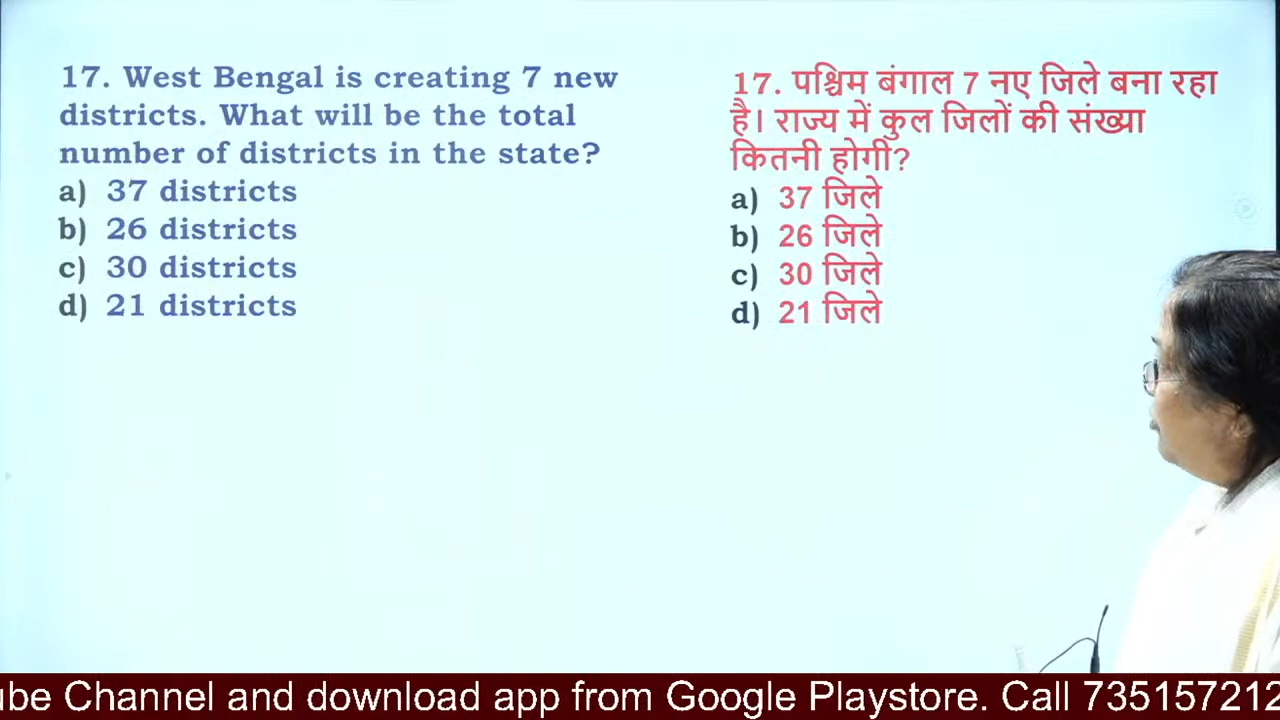 17. West Bengal is creating 7 new
districts. What will be the total
number of districts in the state?
a) 37 districts
b) 26 districts
c) 30 districts
d) 21 districts
17. पश्चिम बंगाल 7 नए जिले बना रहा
है। राज्य में कुल जिलों की संख्या
कितनी होगी?
a) 37 जिले
b) 26 जिले
c) 30 जिले
d) 21 जिले
ube Channel and download app from Google Playstore. Call 735157212